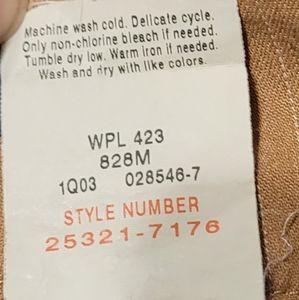 Machine wash cold. Delicate cycle.
Only non-chlorine bleach if needed.
Tumble dry low. Warm iron if needed.
Wash and dry with like colors.
WPL 423
828M
1Q03 028546-7
STYLE NUMBER
25321-7176